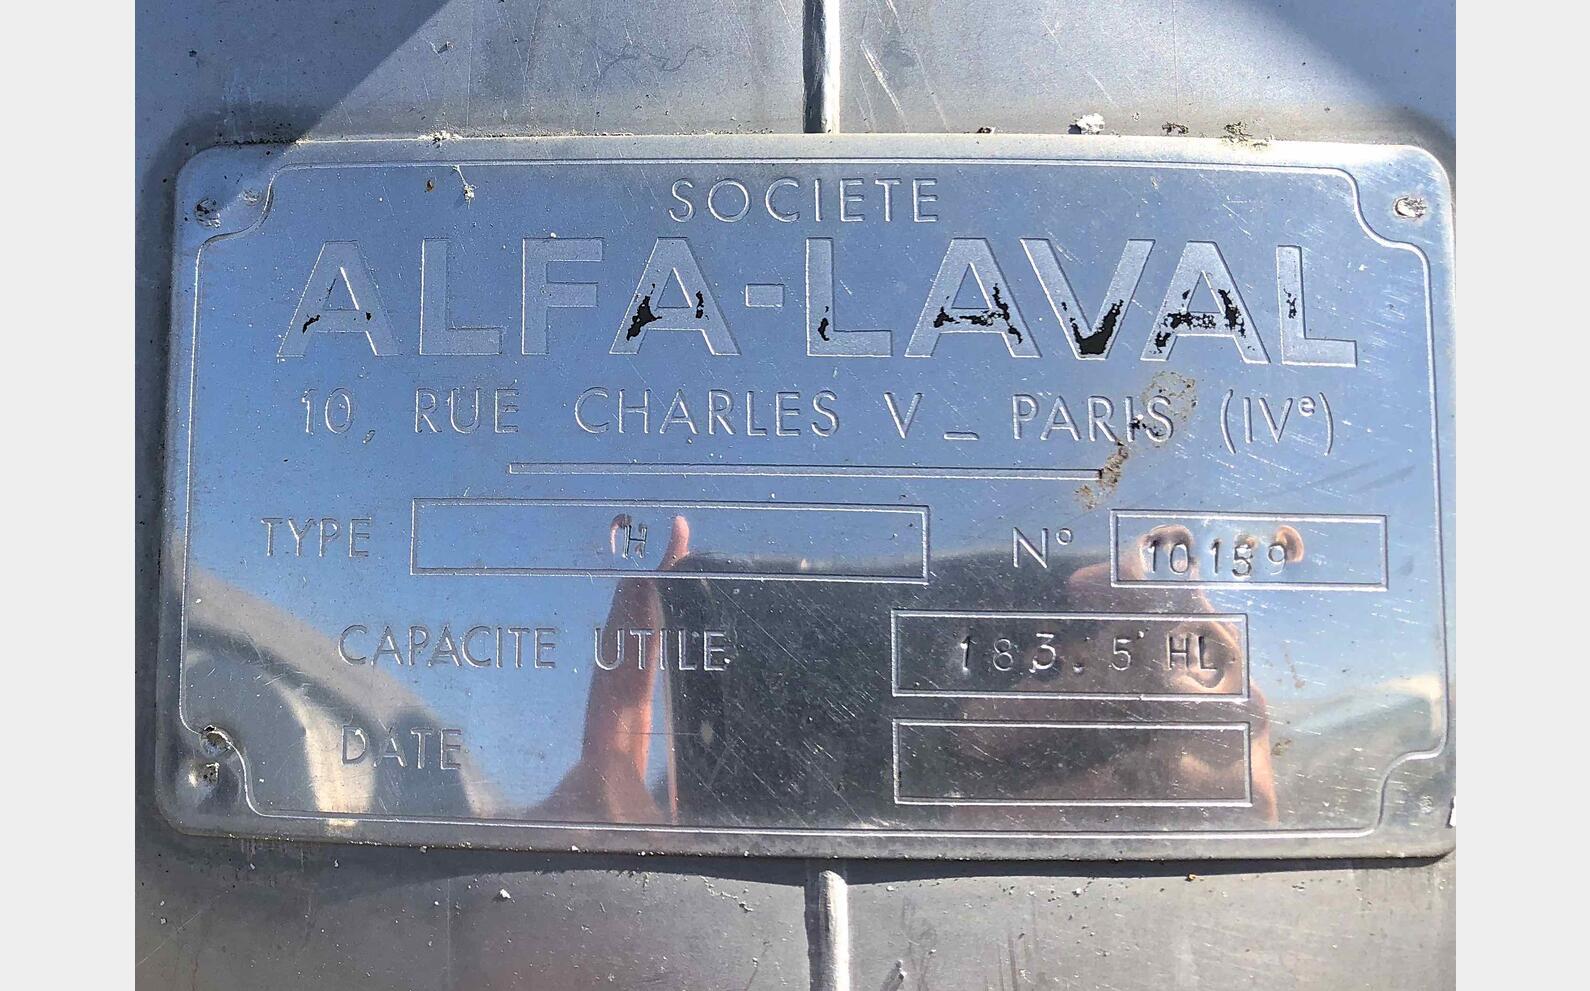 SOCIETE
ALFA-LAVAL
10, RUE CHARLES V _ PARIS (IVe)
TYPE H N° 10159
CAPACITE UTILE 183.5 HL
DATE